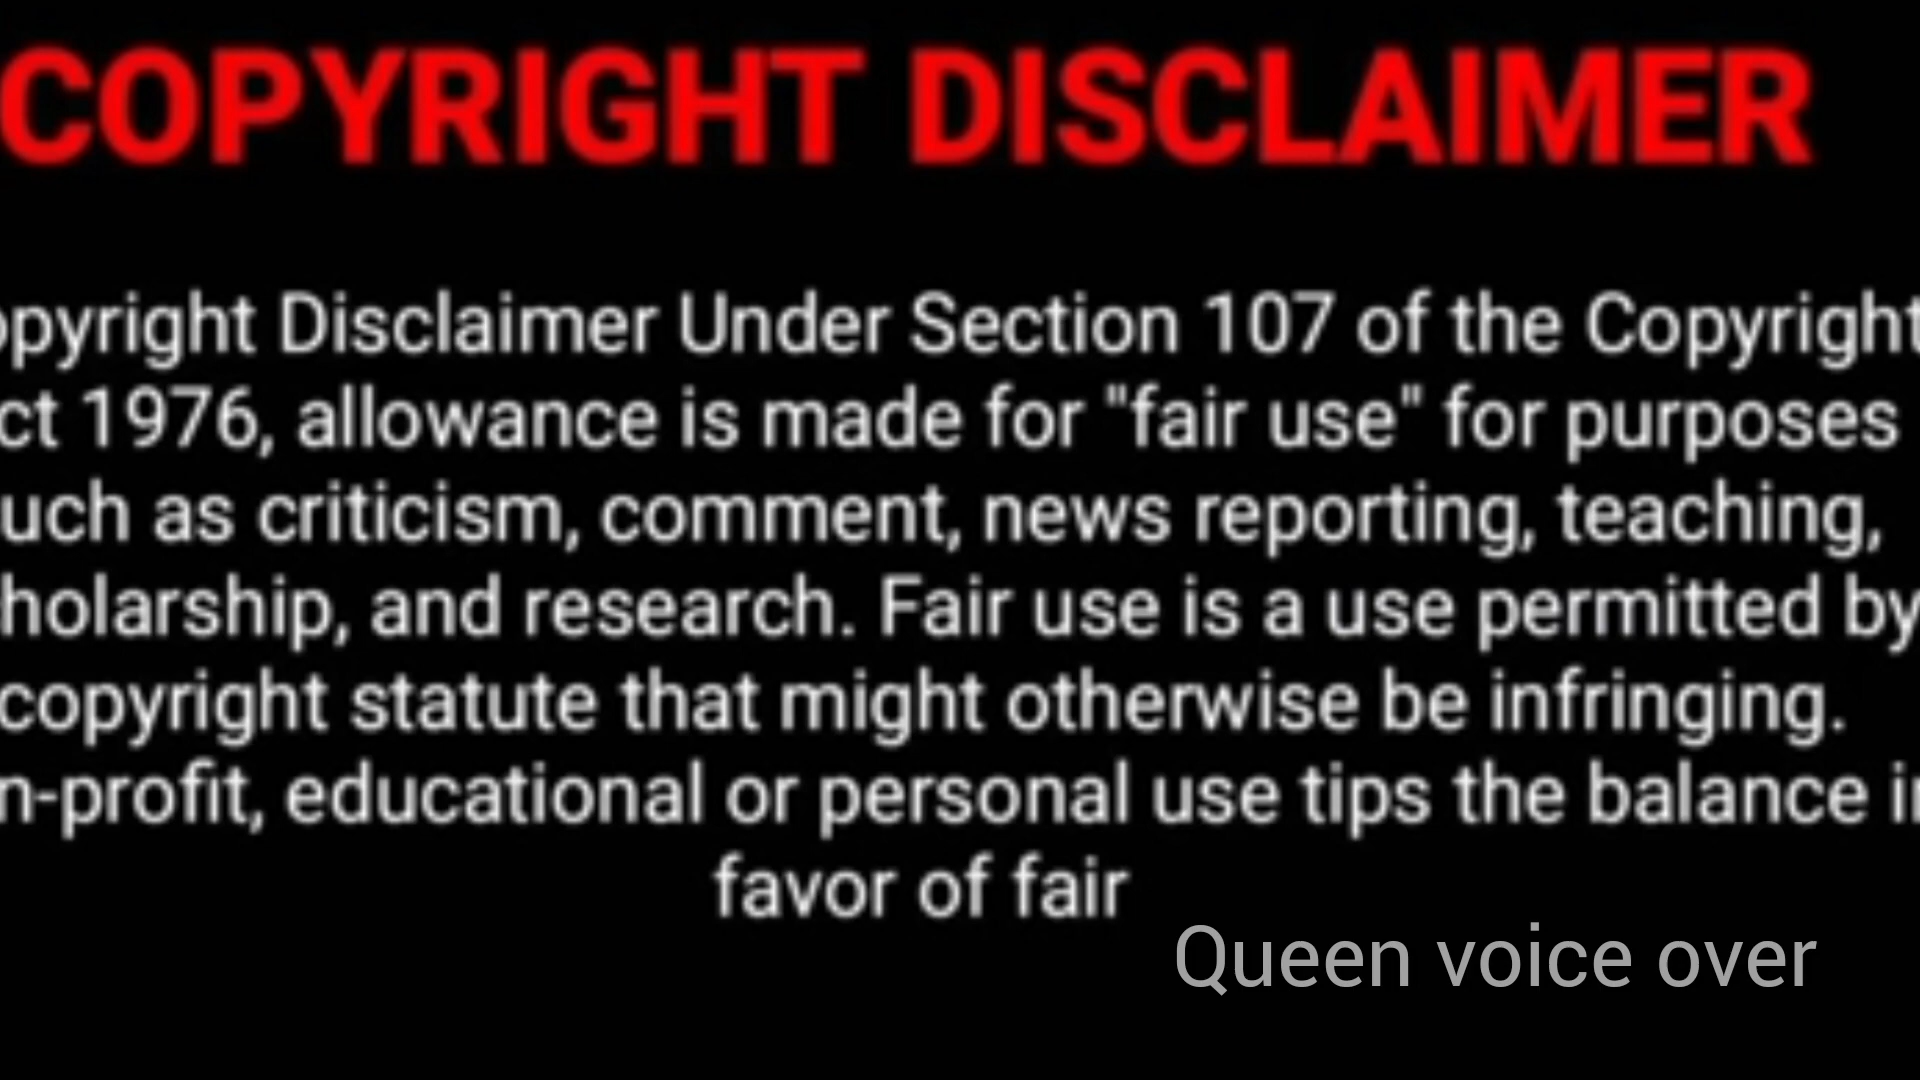 COPYRIGHT DISCLAIMER
opyright Disclaimer Under Section 107 of the Copyright
ct 1976, allowance is made for "fair use" for purposes
uch as criticism, comment, news reporting, teaching,
holarship, and research. Fair use is a use permitted by
copyright statute that might otherwise be infringing.
n-profit, educational or personal use tips the balance in
favor of fair
Queen voice over